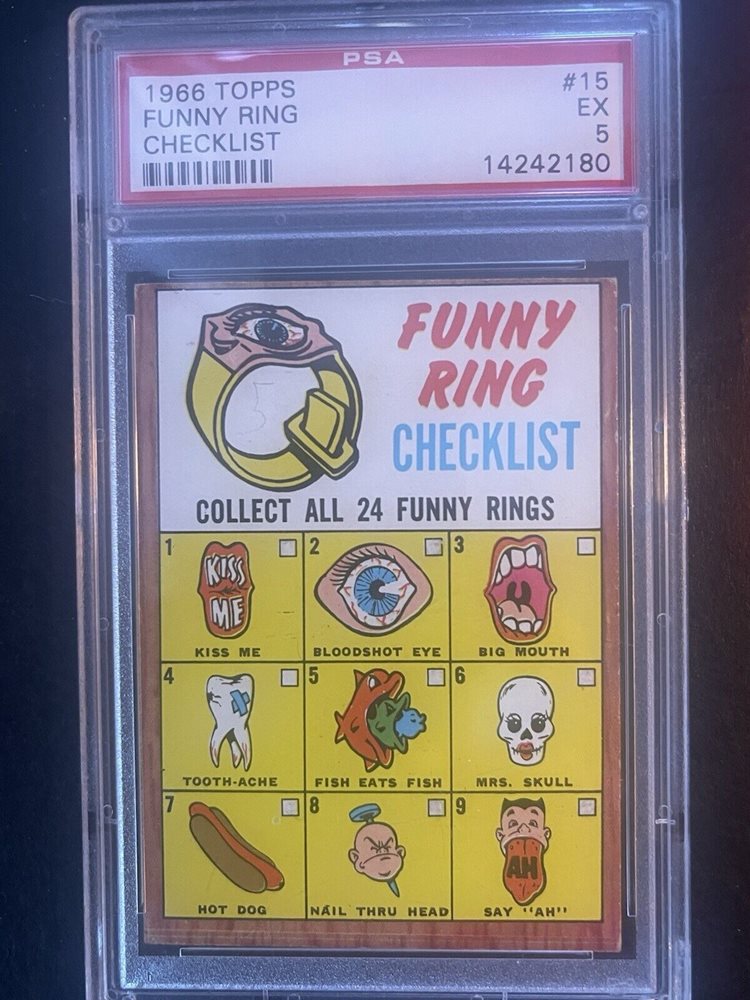 PSA
1966 TOPPS #15
FUNNY RING EX
CHECKLIST 5
14242180
FUNNY
RING
CHECKLIST
COLLECT ALL 24 FUNNY RINGS
1 2 3
KISS
ME
KISS ME BLOODSHOT EYE BIG MOUTH
4 5 6
TOOTH-ACHE FISH EATS FISH MRS. SKULL
7 8 9
AH
HOT DOG NAIL THRU HEAD SAY "AH"